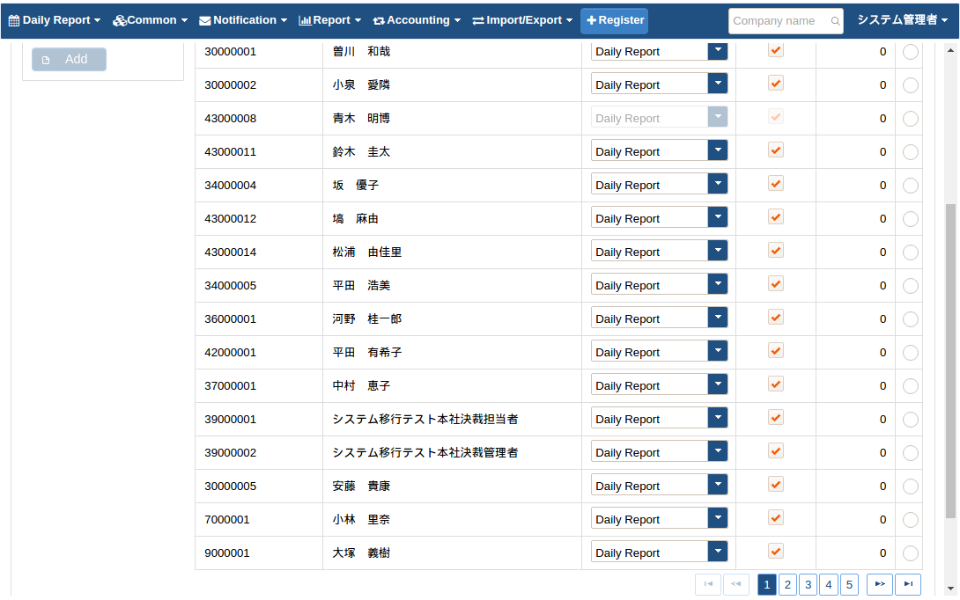 Daily Report Common Notification Report Accounting Import/Export Register Company name システム管理者
Add
30000001 曽川　和哉 Daily Report 0
30000002 小泉　愛隣 Daily Report 0
43000008 青木　明博 Daily Report 0
43000011 鈴木　圭太 Daily Report 0
34000004 坂　優子 Daily Report 0
43000012 塙　麻由 Daily Report 0
43000014 松浦　由佳里 Daily Report 0
34000005 平田　浩美 Daily Report 0
36000001 河野　桂一郎 Daily Report 0
42000001 平田　有希子 Daily Report 0
37000001 中村　恵子 Daily Report 0
39000001 システム移行テスト本社決裁担当者 Daily Report 0
39000002 システム移行テスト本社決裁管理者 Daily Report 0
30000005 安藤　貴康 Daily Report 0
7000001 小林　里奈 Daily Report 0
9000001 大塚　義樹 Daily Report 0
1 2 3 4 5